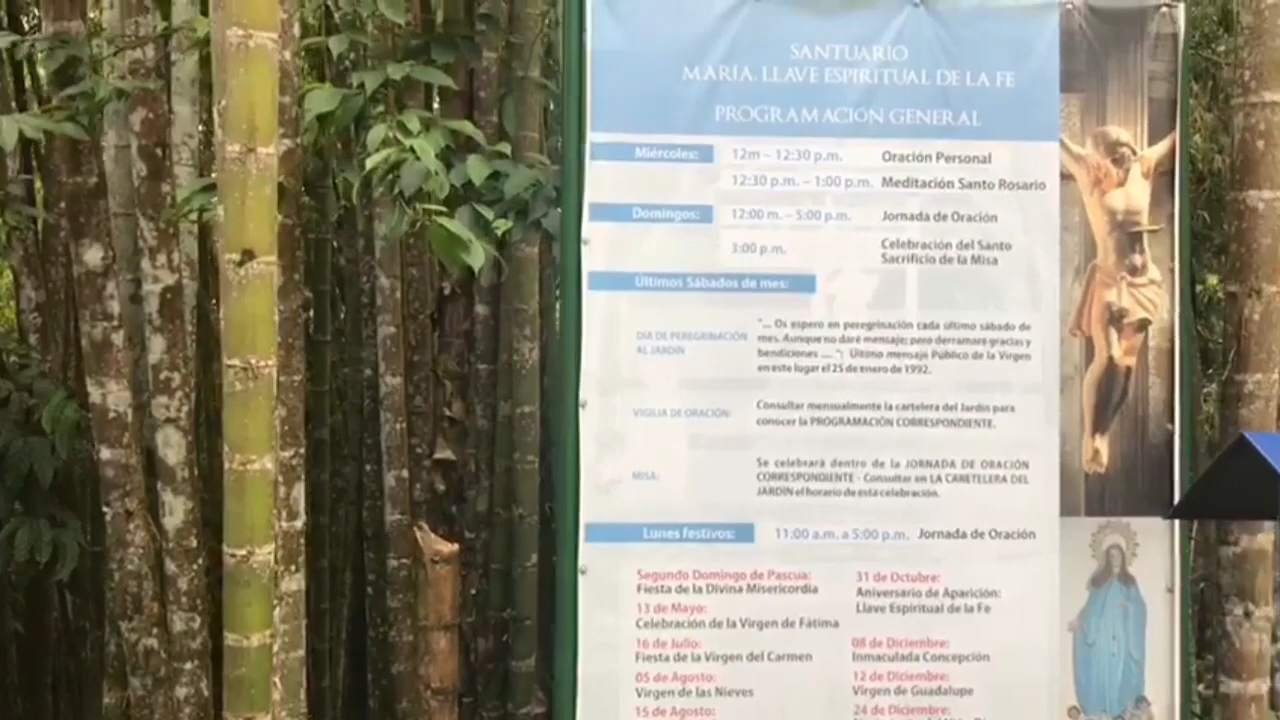 SANTUARIO
MARÍA, LLAVE ESPIRITUAL DE LA FE
PROGRAMACIÓN GENERAL
Miércoles: 12m – 12:30 p.m. Oración Personal
12:30 p.m. – 1:00 p.m. Meditación Santo Rosario
Domingos: 12:00 m. – 5:00 p.m. Jornada de Oración
3:00 p.m. Celebración del Santo
Sacrificio de la Misa
Últimos Sábados de mes:
DÍA DE PEREGRINACIÓN
AL JARDÍN
"... Os espero en peregrinación cada último sábado de
mes. Aunque no daré mensaje; pero derramaré gracias y
bendiciones .... "; Último mensaje Público de la Virgen
en este lugar el 25 de enero de 1992.
VIGILIA DE ORACIÓN:
Consultar mensualmente la cartelera del Jardín para
conocer la PROGRAMACIÓN CORRESPONDIENTE.
MISA:
Se celebrará dentro de la JORNADA DE ORACIÓN
CORRESPONDIENTE - Consultar en LA CARETELERA DEL
JARDÍN el horario de esta celebración.
Lunes festivos: 11:00 a.m. a 5:00 p.m. Jornada de Oración
Segundo Domingo de Pascua:
Fiesta de la Divina Misericordia
13 de Mayo:
Celebración de la Virgen de Fátima
16 de Julio:
Fiesta de la Virgen del Carmen
05 de Agosto:
Virgen de las Nieves
15 de Agosto:
31 de Octubre:
Aniversario de Aparición:
Llave Espiritual de la Fe
08 de Diciembre:
Inmaculada Concepción
12 de Diciembre:
Virgen de Guadalupe
24 de Diciembre: